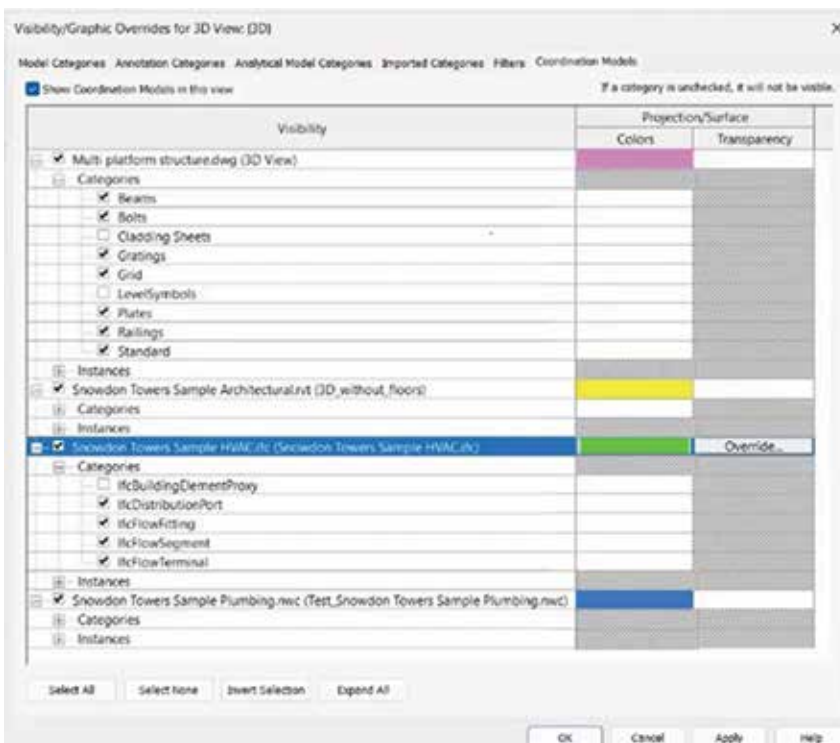 Visibility/Graphic Overrides for 3D View: {3D}
Model Categories Annotation Categories Analytical Model Categories Imported Categories Filters Coordination Models
Show Coordination Models in this view If a category is unchecked, it will not be visible.
Visibility Projection/Surface
Colors Transparency
Multi platform structure.dwg (3D View)
Categories
Beams
Bolts
Cladding Sheets
Gratings
Grid
LevelSymbols
Plates
Railings
Standard
Instances
Snowdon Towers Sample Architectural.rvt (3D_without_floors)
Categories
Instances
Snowdon Towers Sample HVAC.ifc (Snowdon Towers Sample HVAC.ifc) Override...
Categories
IfcBuildingElementProxy
IfcDistributionPort
IfcFlowFitting
IfcFlowSegment
IfcFlowTerminal
Instances
Snowdon Towers Sample Plumbing.nwc (Test_Snowdon Towers Sample Plumbing.nwc)
Categories
Instances
Select All Select None Invert Selection Expand All
OK Cancel Apply Help